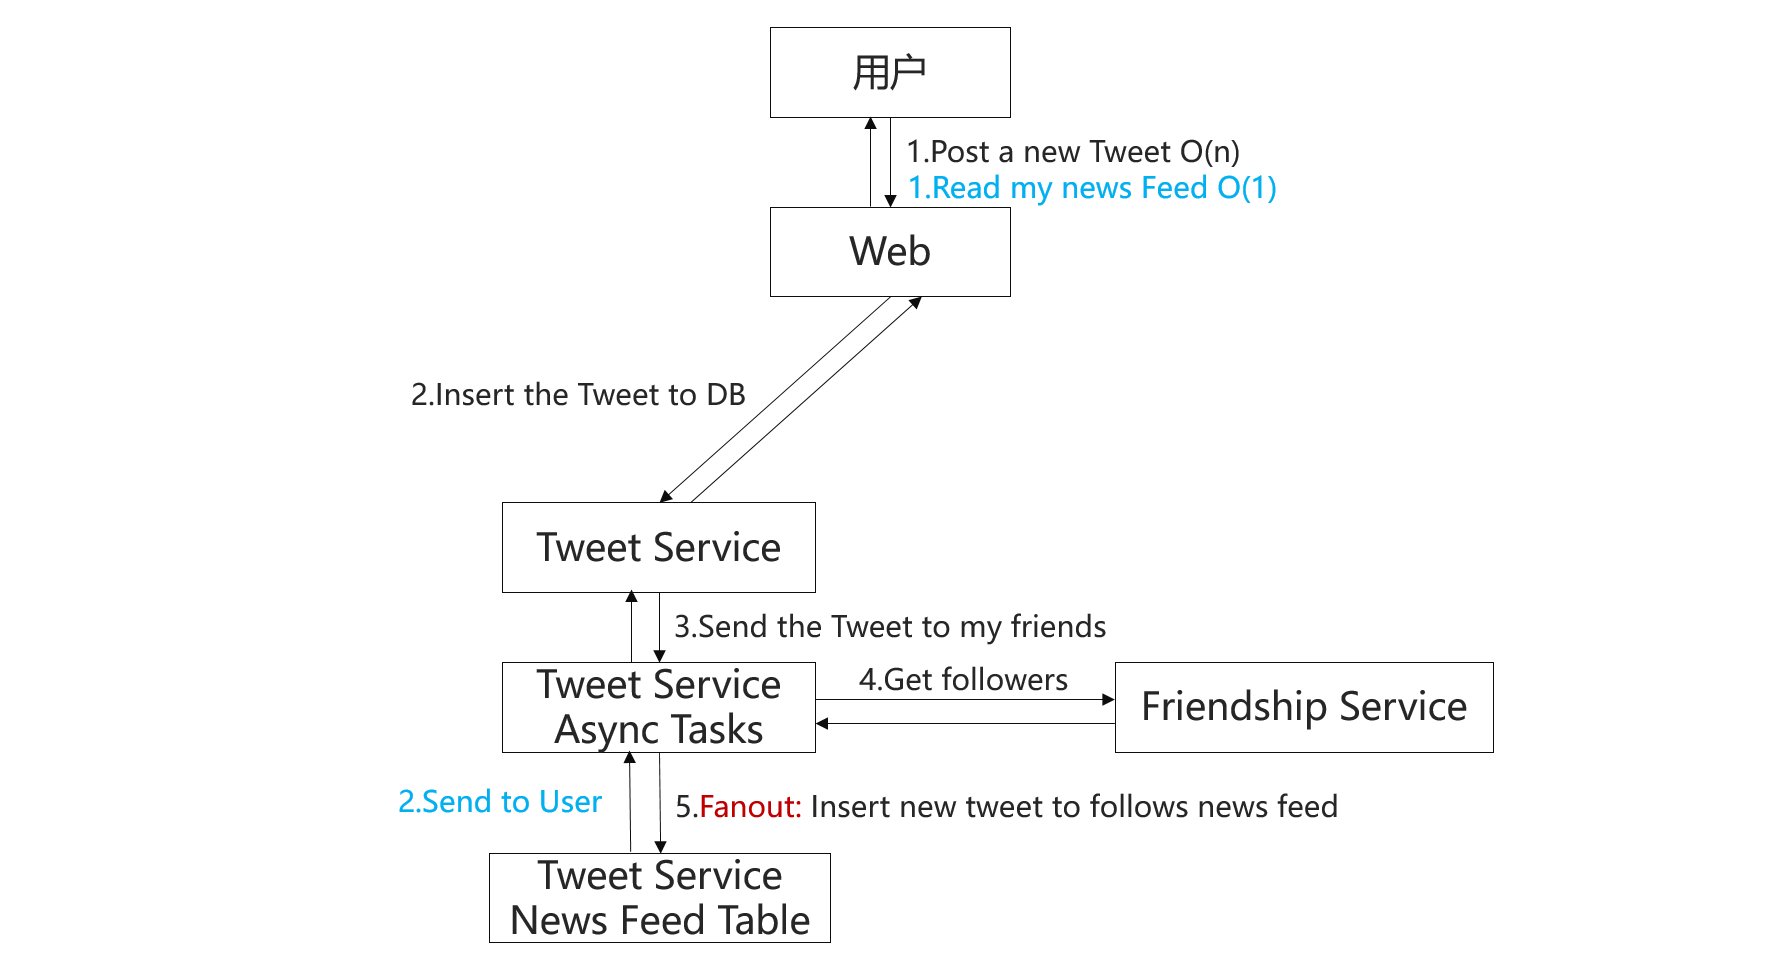 用户
1.Post a new Tweet O(n)
1.Read my news Feed O(1)
Web
2.Insert the Tweet to DB
Tweet Service
3.Send the Tweet to my friends
Tweet Service
Async Tasks
4.Get followers
Friendship Service
2.Send to User
5.Fanout: Insert new tweet to follows news feed
Tweet Service
News Feed Table